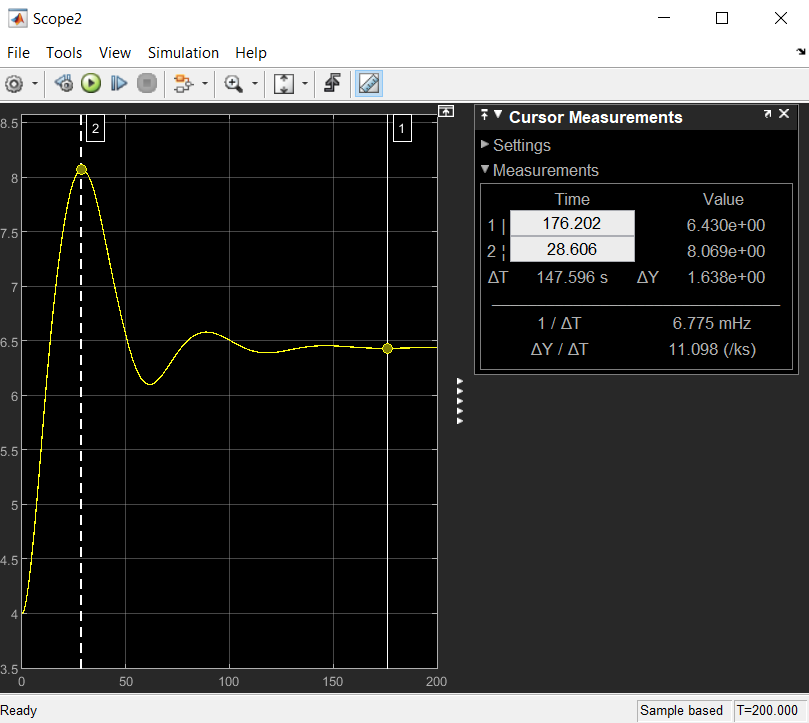 Scope2
File Tools View Simulation Help
2
1
8.5
8
7.5
7
6.5
6
5.5
5
4.5
4
3.5
0 50 100 150 200
Cursor Measurements
Settings
Measurements
Time Value
1 | 176.202 6.430e+00
2 ¦ 28.606 8.069e+00
ΔT 147.596 s ΔY 1.638e+00
1 / ΔT 6.775 mHz
ΔY / ΔT 11.098 (/ks)
Ready Sample based T=200.000